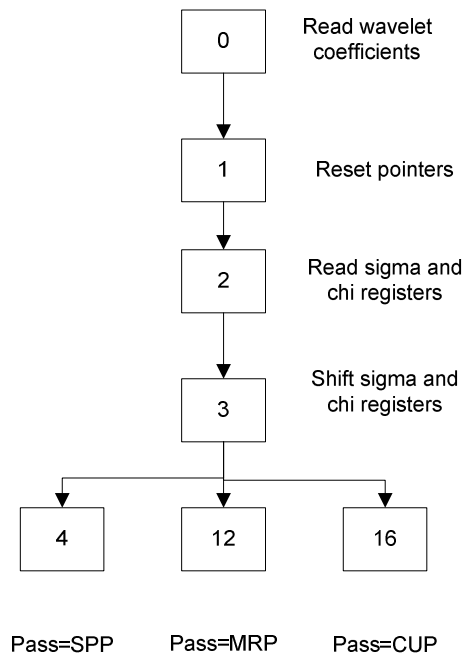 0
Read wavelet
coefficients
1
Reset pointers
2
Read sigma and
chi registers
3
Shift sigma and
chi registers
4
12
16
Pass=SPP
Pass=MRP
Pass=CUP